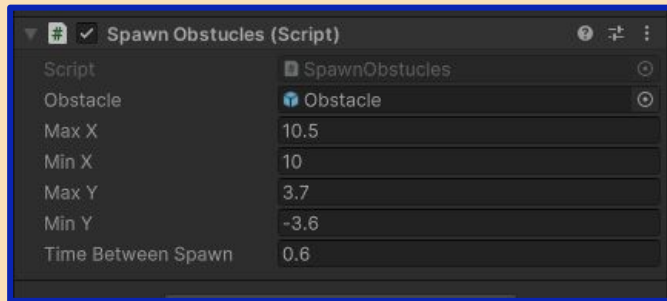 # Spawn Obstucles (Script)
Script SpawnObstucles
Obstacle Obstacle
Max X 10.5
Min X 10
Max Y 3.7
Min Y -3.6
Time Between Spawn 0.6